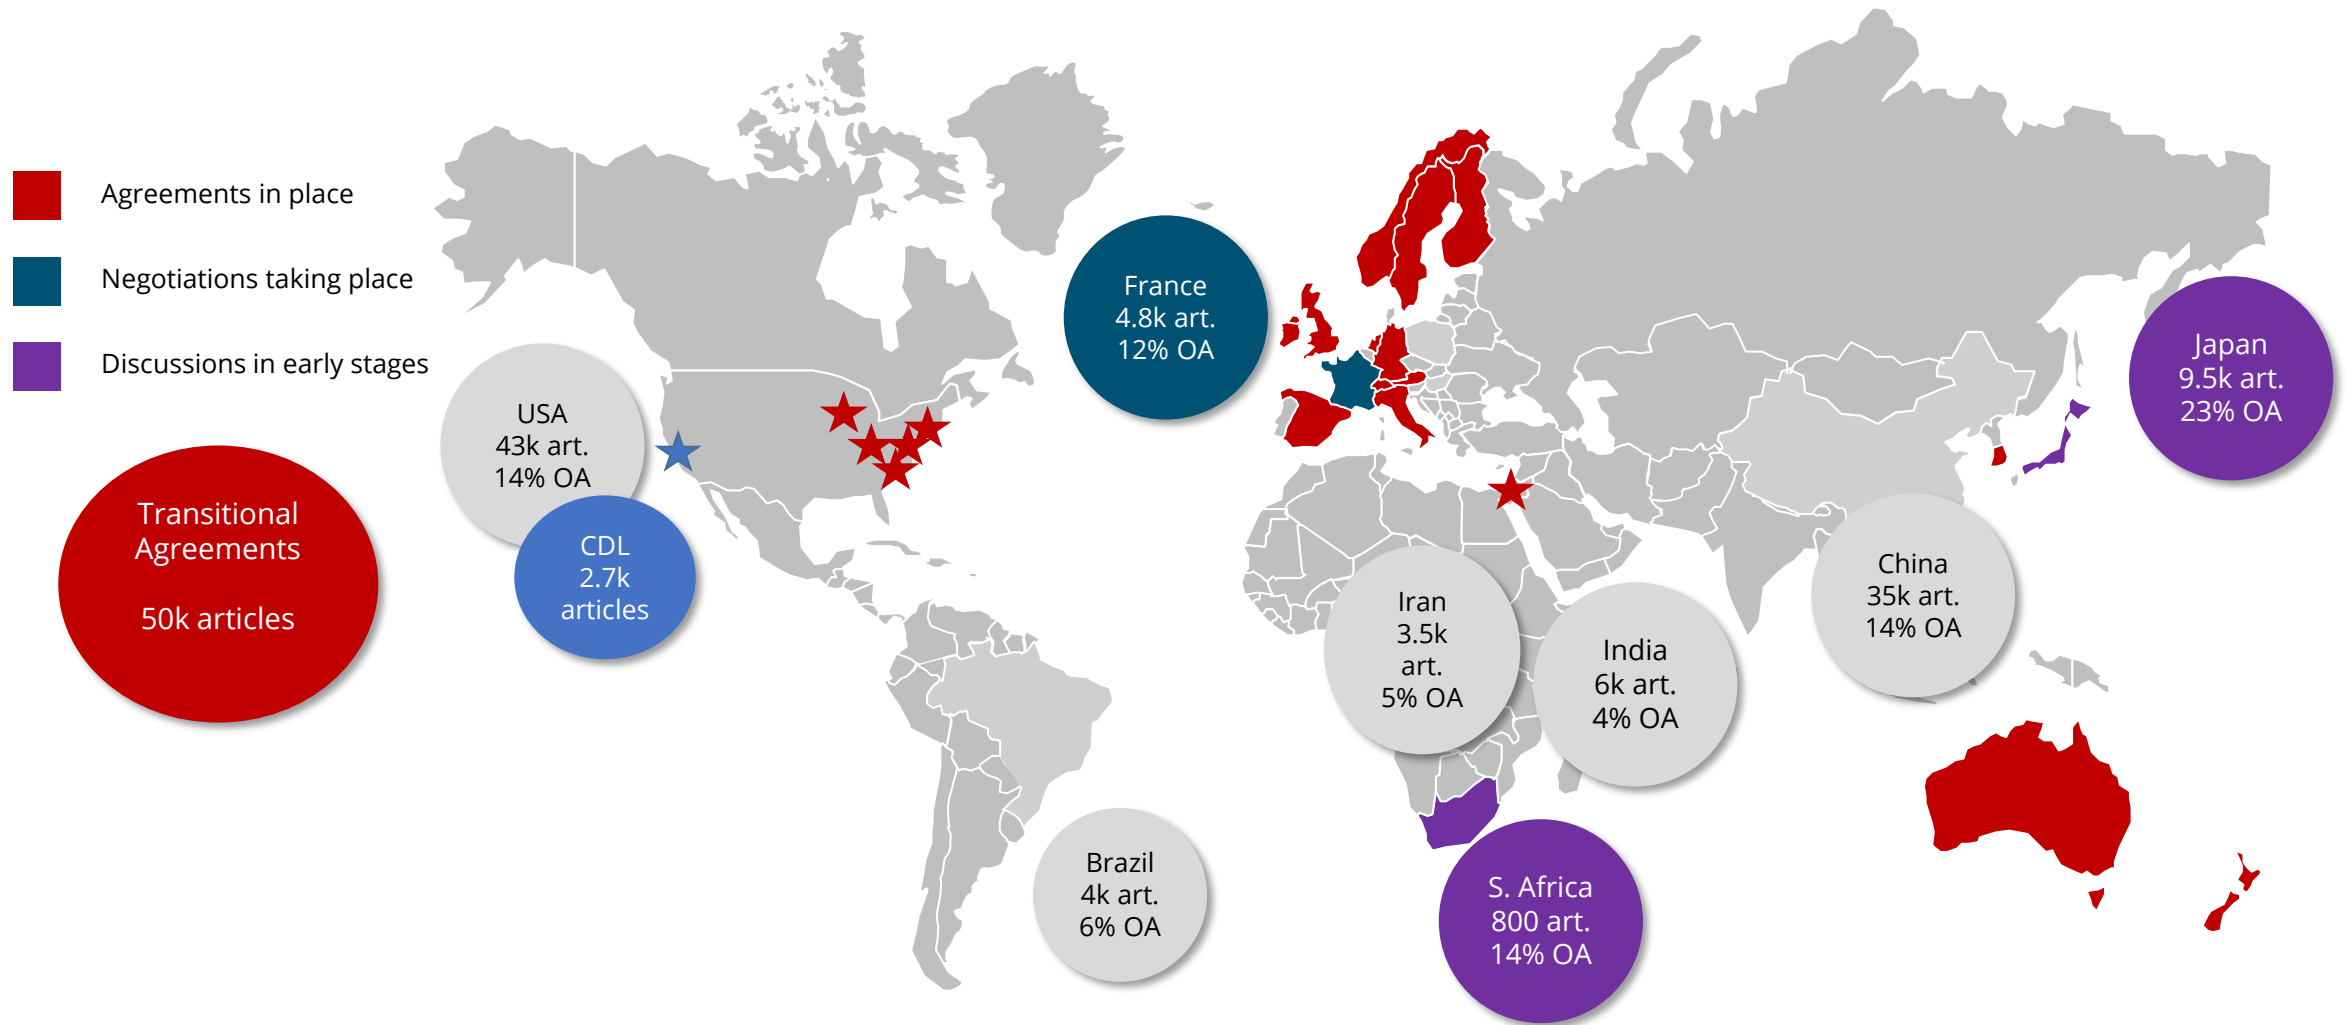 Agreements in place
Negotiations taking place
Discussions in early stages
Transitional
Agreements
50k articles
USA
43k art.
14% OA
CDL
2.7k
articles
France
4.8k art.
12% OA
Japan
9.5k art.
23% OA
China
35k art.
14% OA
Iran
3.5k
art.
5% OA
India
6k art.
4% OA
Brazil
4k art.
6% OA
S. Africa
800 art.
14% OA